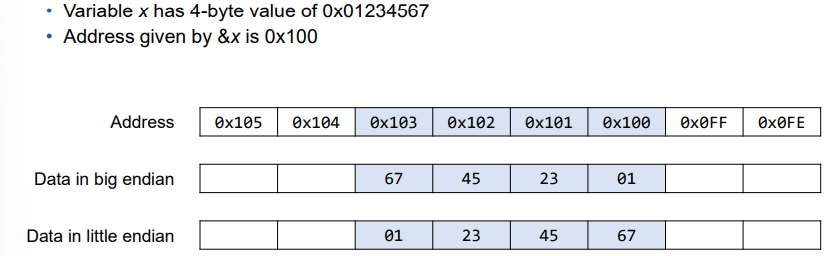 • Variable x has 4-byte value of 0x01234567
• Address given by &x is 0x100
Address 0x105 0x104 0x103 0x102 0x101 0x100 0x0FF 0x0FE
Data in big endian 67 45 23 01
Data in little endian 01 23 45 67